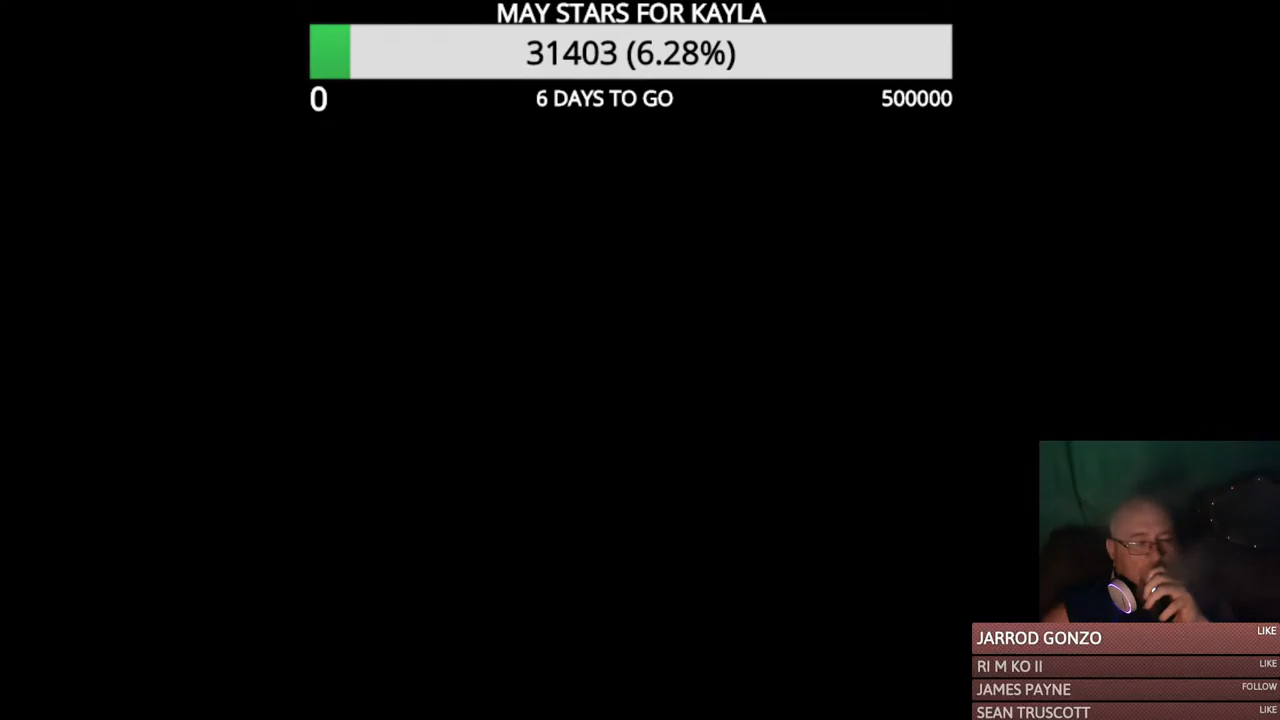 MAY STARS FOR KAYLA
31403 (6.28%)
0 6 DAYS TO GO 500000
JARROD GONZO LIKE
RI M KO II LIKE
JAMES PAYNE FOLLOW
SEAN TRUSCOTT LIKE